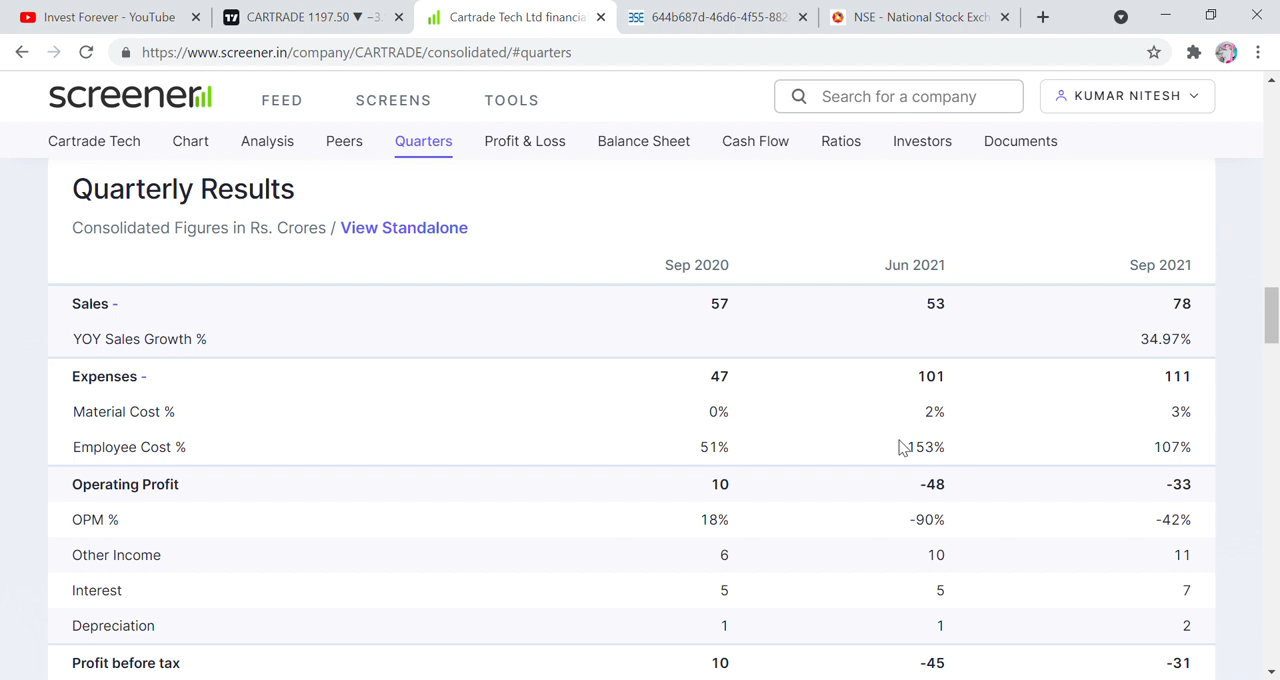 Invest Forever - YouTube
CARTRADE 1197.50 ▼ −3.
Cartrade Tech Ltd financia
644b687d-46d6-4f55-882
NSE - National Stock Exch
https://www.screener.in/company/CARTRADE/consolidated/#quarters
screener FEED SCREENS TOOLS Search for a company KUMAR NITESH
Cartrade Tech Chart Analysis Peers Quarters Profit & Loss Balance Sheet Cash Flow Ratios Investors Documents
Quarterly Results
Consolidated Figures in Rs. Crores / View Standalone
Sep 2020 Jun 2021 Sep 2021
Sales - 57 53 78
YOY Sales Growth % 34.97%
Expenses - 47 101 111
Material Cost % 0% 2% 3%
Employee Cost % 51% 153% 107%
Operating Profit 10 -48 -33
OPM % 18% -90% -42%
Other Income 6 10 11
Interest 5 5 7
Depreciation 1 1 2
Profit before tax 10 -45 -31